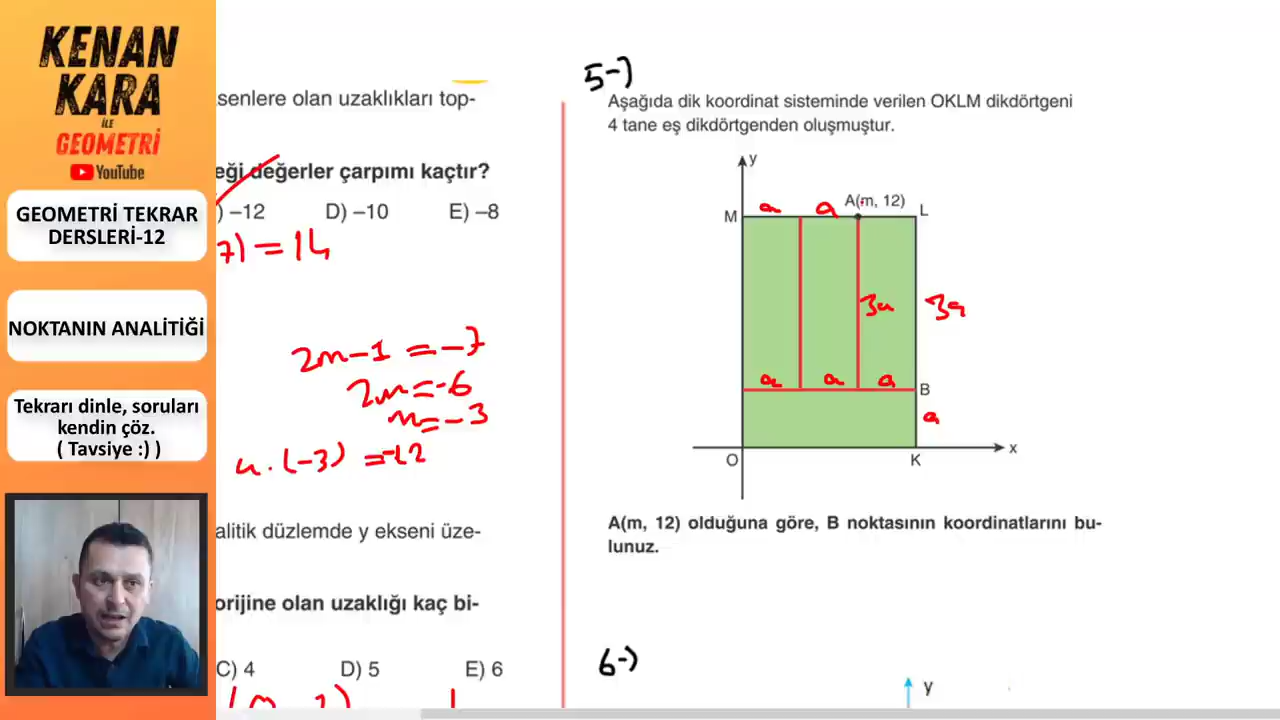 KENAN
KARA
İLE
GEOMETRİ
YouTube
GEOMETRİ TEKRAR
DERSLERİ-12
NOKTANIN ANALİTİĞİ
Tekrarı dinle, soruları
kendin çöz.
( Tavsiye :) )
senlere olan uzaklıkları top-
eği değerler çarpımı kaçtır?
) –12 D) –10 E) –8
7) = 14
2m-1 = -7
2m = -6
m = -3
4 . (-3) = -12
alitik düzlemde y ekseni üze-
orijine olan uzaklığı kaç bi-
C) 4 D) 5 E) 6
5-)
Aşağıda dik koordinat sisteminde verilen OKLM dikdörtgeni
4 tane eş dikdörtgenden oluşmuştur.
y
A(m, 12)
M a a L
3a 3a
a a a B
a
x
O K
A(m, 12) olduğuna göre, B noktasının koordinatlarını bu-
lunuz.
6-)
y